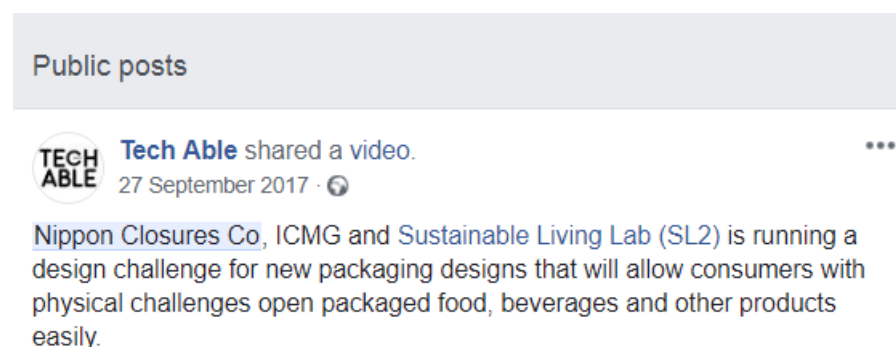 Public posts
TECH
ABLE
Tech Able shared a video.
27 September 2017 ·
Nippon Closures Co, ICMG and Sustainable Living Lab (SL2) is running a
design challenge for new packaging designs that will allow consumers with
physical challenges open packaged food, beverages and other products
easily.